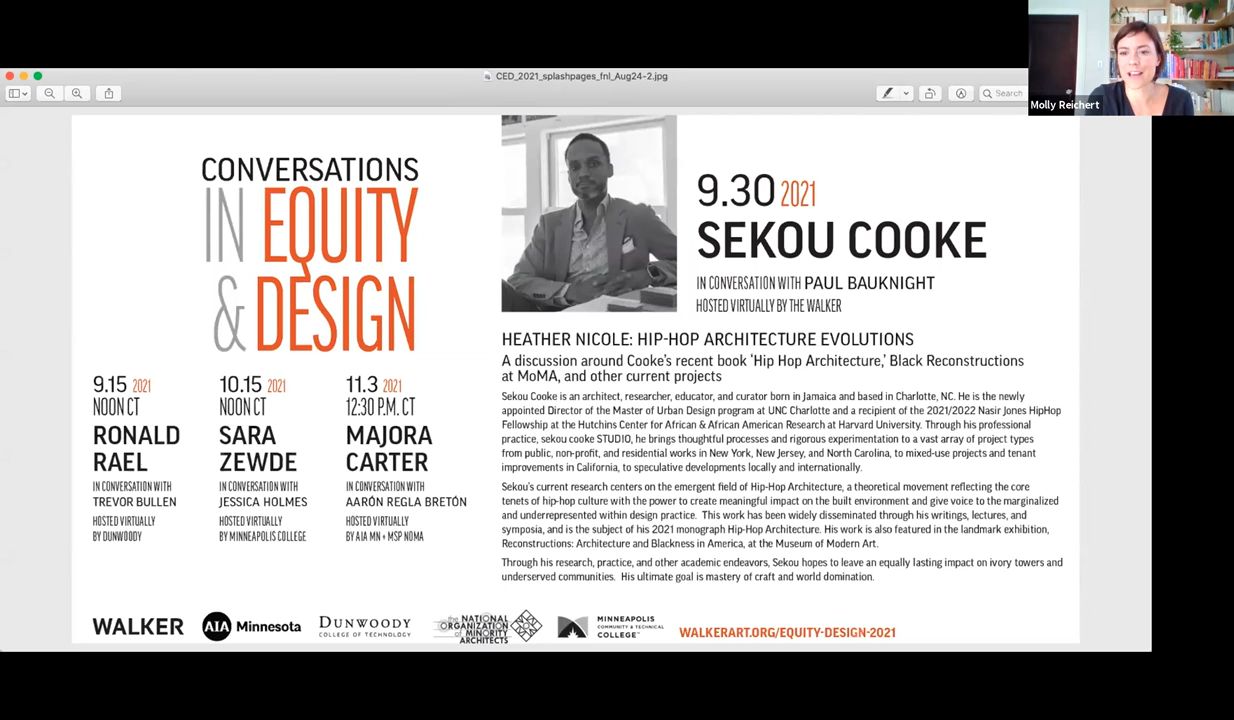 CED_2021_splashpages_fnl_Aug24-2.jpg
Search
Molly Reichert
CONVERSATIONS
IN EQUITY
& DESIGN
9.15 2021
NOON CT
RONALD
RAEL
IN CONVERSATION WITH
TREVOR BULLEN
HOSTED VIRTUALLY
BY DUNWOODY
10.15 2021
NOON CT
SARA
ZEWDE
IN CONVERSATION WITH
JESSICA HOLMES
HOSTED VIRTUALLY
BY MINNEAPOLIS COLLEGE
11.3 2021
12:30 P.M. CT
MAJORA
CARTER
IN CONVERSATION WITH
AARÓN REGLA BRETÓN
HOSTED VIRTUALLY
BY AIA MN + MSP NOMA
9.30 2021
SEKOU COOKE
IN CONVERSATION WITH PAUL BAUKNIGHT
HOSTED VIRTUALLY BY THE WALKER
HEATHER NICOLE: HIP-HOP ARCHITECTURE EVOLUTIONS
A discussion around Cooke's recent book 'Hip Hop Architecture,' Black Reconstructions
at MoMA, and other current projects
Sekou Cooke is an architect, researcher, educator, and curator born in Jamaica and based in Charlotte, NC. He is the newly
appointed Director of the Master of Urban Design program at UNC Charlotte and a recipient of the 2021/2022 Nasir Jones HipHop
Fellowship at the Hutchins Center for African & African American Research at Harvard University. Through his professional
practice, sekou cooke STUDIO, he brings thoughtful processes and rigorous experimentation to a vast array of project types
from public, non-profit, and residential works in New York, New Jersey, and North Carolina, to mixed-use projects and tenant
improvements in California, to speculative developments locally and internationally.
Sekou's current research centers on the emergent field of Hip-Hop Architecture, a theoretical movement reflecting the core
tenets of hip-hop culture with the power to create meaningful impact on the built environment and give voice to the marginalized
and underrepresented within design practice. This work has been widely disseminated through his writings, lectures, and
symposia, and is the subject of his 2021 monograph Hip-Hop Architecture. His work is also featured in the landmark exhibition,
Reconstructions: Architecture and Blackness in America, at the Museum of Modern Art.
Through his research, practice, and other academic endeavors, Sekou hopes to leave an equally lasting impact on ivory towers and
underserved communities. His ultimate goal is mastery of craft and world domination.
WALKER
AIA Minnesota
DUNWOODY
COLLEGE OF TECHNOLOGY
the NATIONAL
ORGANIZATION
of MINORITY
ARCHITECTS
MINNEAPOLIS
COMMUNITY & TECHNICAL
COLLEGE
WALKERART.ORG/EQUITY-DESIGN-2021